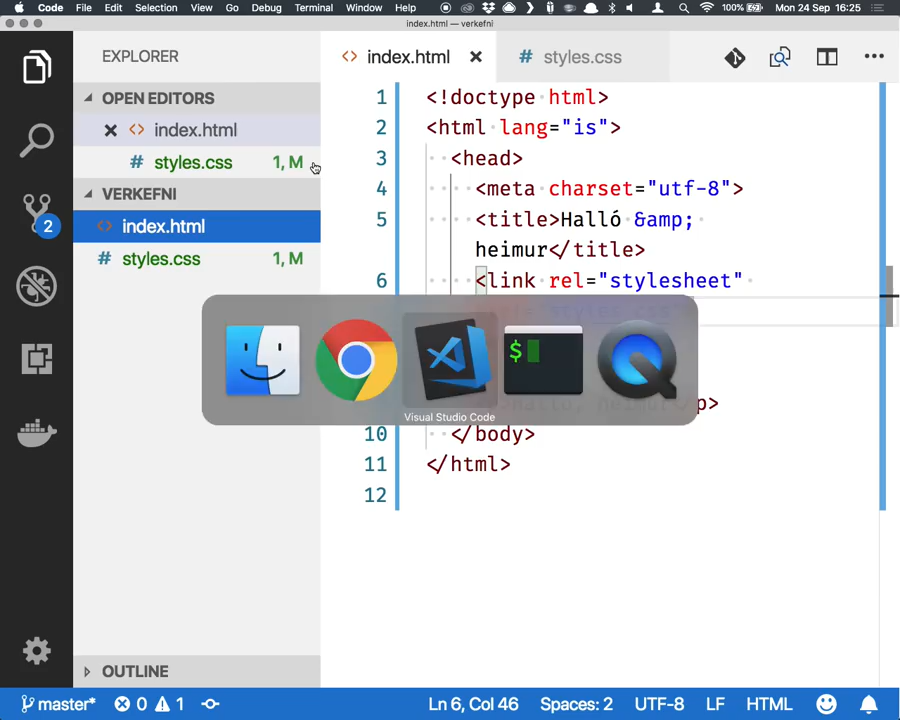 Code File Edit Selection View Go Debug Terminal Window Help 100% Mon 24 Sep 16:25
index.html — verkefni
EXPLORER
OPEN EDITORS
index.html
styles.css 1, M
VERKEFNI
index.html
styles.css 1, M
2
OUTLINE
index.html
styles.css
1 <!doctype html>
2 <html lang="is">
3 <head>
4 <meta charset="utf-8">
5 <title>Halló &amp;
heimur</title>
6 <link rel="stylesheet"
p>
10 </body>
11 </html>
12
$
Visual Studio Code
master* 0 1 Ln 6, Col 46 Spaces: 2 UTF-8 LF HTML